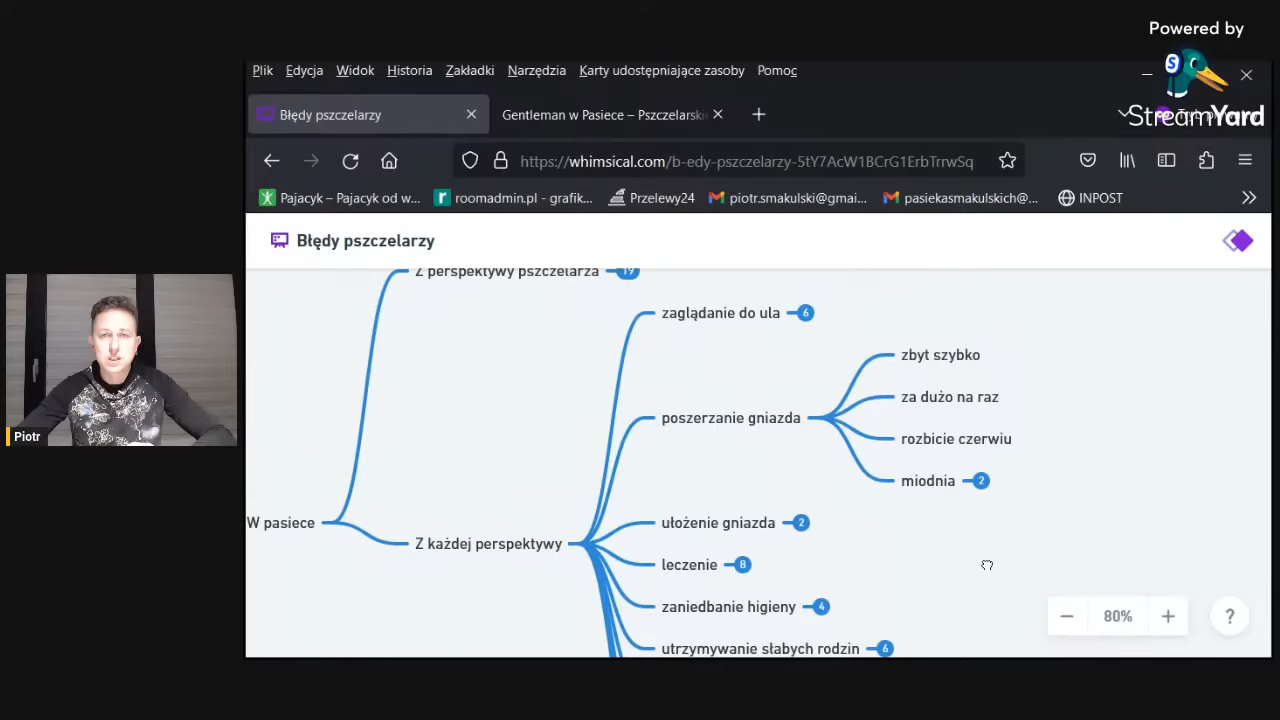 Powered by
StreamYard
Plik Edycja Widok Historia Zakładki Narzędzia Karty udostępniające zasoby Pomoc
Błędy pszczelarzy
Gentleman w Pasiece – Pszczelarski
https://whimsical.com/b-edy-pszczelarzy-5tY7AcW1BCrG1ErbTrrwSq
Pajacyk – Pajacyk od w...
roomadmin.pl - grafik...
Przelewy24
piotr.smakulski@gmai...
pasiekasmakulskich@...
INPOST
Błędy pszczelarzy
Z perspektywy pszczelarza 19
zaglądanie do ula 6
zbyt szybko
za dużo na raz
poszerzanie gniazda
rozbicie czerwiu
miodnia 2
W pasiece
ułożenie gniazda 2
Z każdej perspektywy
leczenie 8
zaniedbanie higieny 4
utrzymywanie słabych rodzin 6
80%
?
Piotr